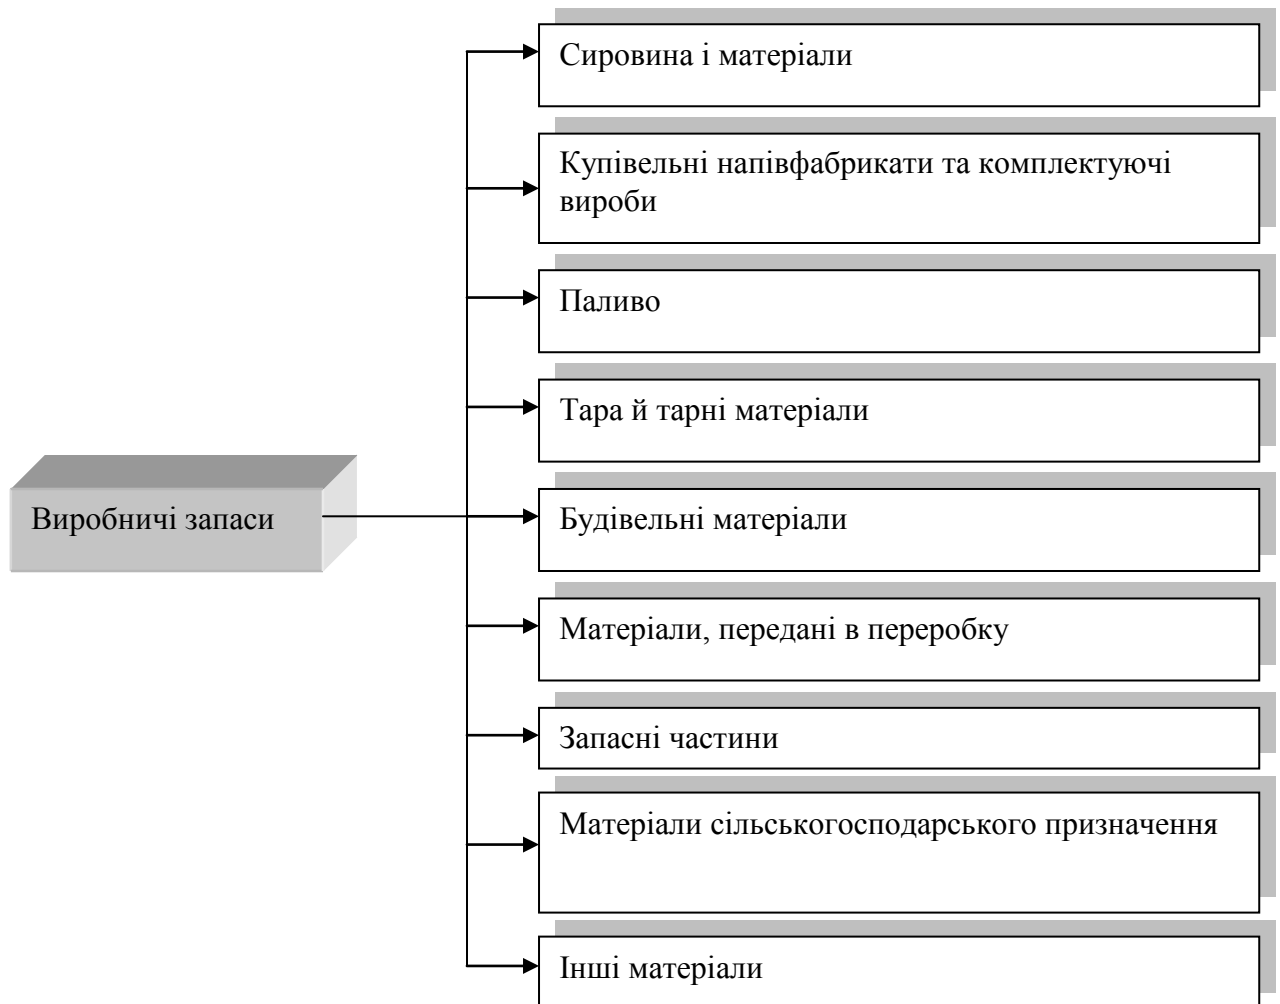 Сировина і матеріали
Купівельні напівфабрикати та комплектуючі
вироби
Паливо
Тара й тарні матеріали
Виробничі запаси
Будівельні матеріали
Матеріали, передані в переробку
Запасні частини
Матеріали сільськогосподарського призначення
Інші матеріали